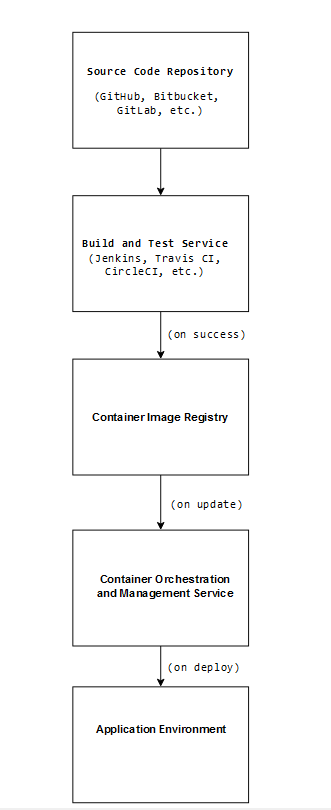 Source Code Repository
(GitHub, Bitbucket,
GitLab, etc.)
Build and Test Service
(Jenkins, Travis CI,
CircleCI, etc.)
(on success)
Container Image Registry
(on update)
Container Orchestration
and Management Service
(on deploy)
Application Environment